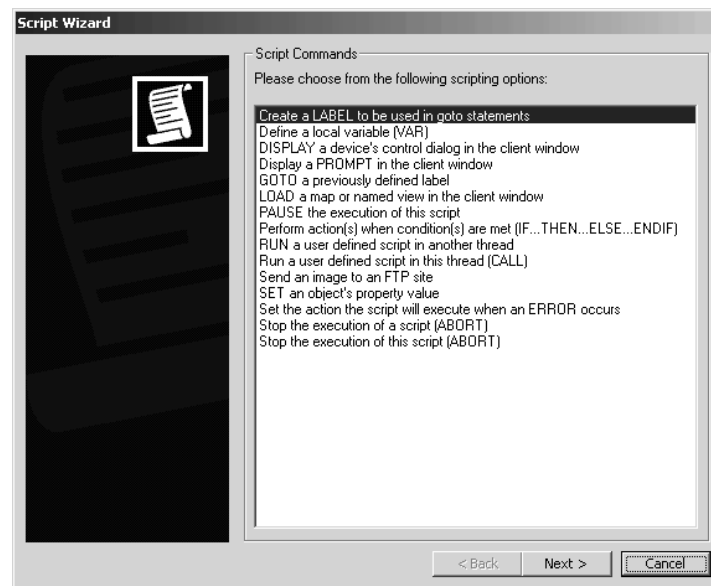 Script Wizard
Script Commands
Please choose from the following scripting options:
Create a LABEL to be used in goto statements
Define a local variable (VAR)
DISPLAY a device's control dialog in the client window
Display a PROMPT in the client window
GOTO a previously defined label
LOAD a map or named view in the client window
PAUSE the execution of this script
Perform action(s) when condition(s) are met (IF...THEN...ELSE...ENDIF)
RUN a user defined script in another thread
Run a user defined script in this thread (CALL)
Send an image to an FTP site
SET an object's property value
Set the action the script will execute when an ERROR occurs
Stop the execution of a script (ABORT)
Stop the execution of this script (ABORT)
< Back Next > Cancel